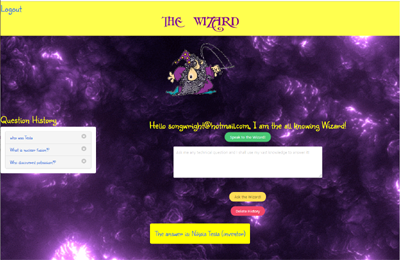 Logout
THE WIZARD
Question History
who was Tesla
What is nuclear fusion?
Who discovered potassium?
Hello songwright@hotmail.com, I am the all knowing Wizard!
Speak to the Wizard!
Ask the Wizard!
Delete History
The answer is: Nikola Tesla (inventor)